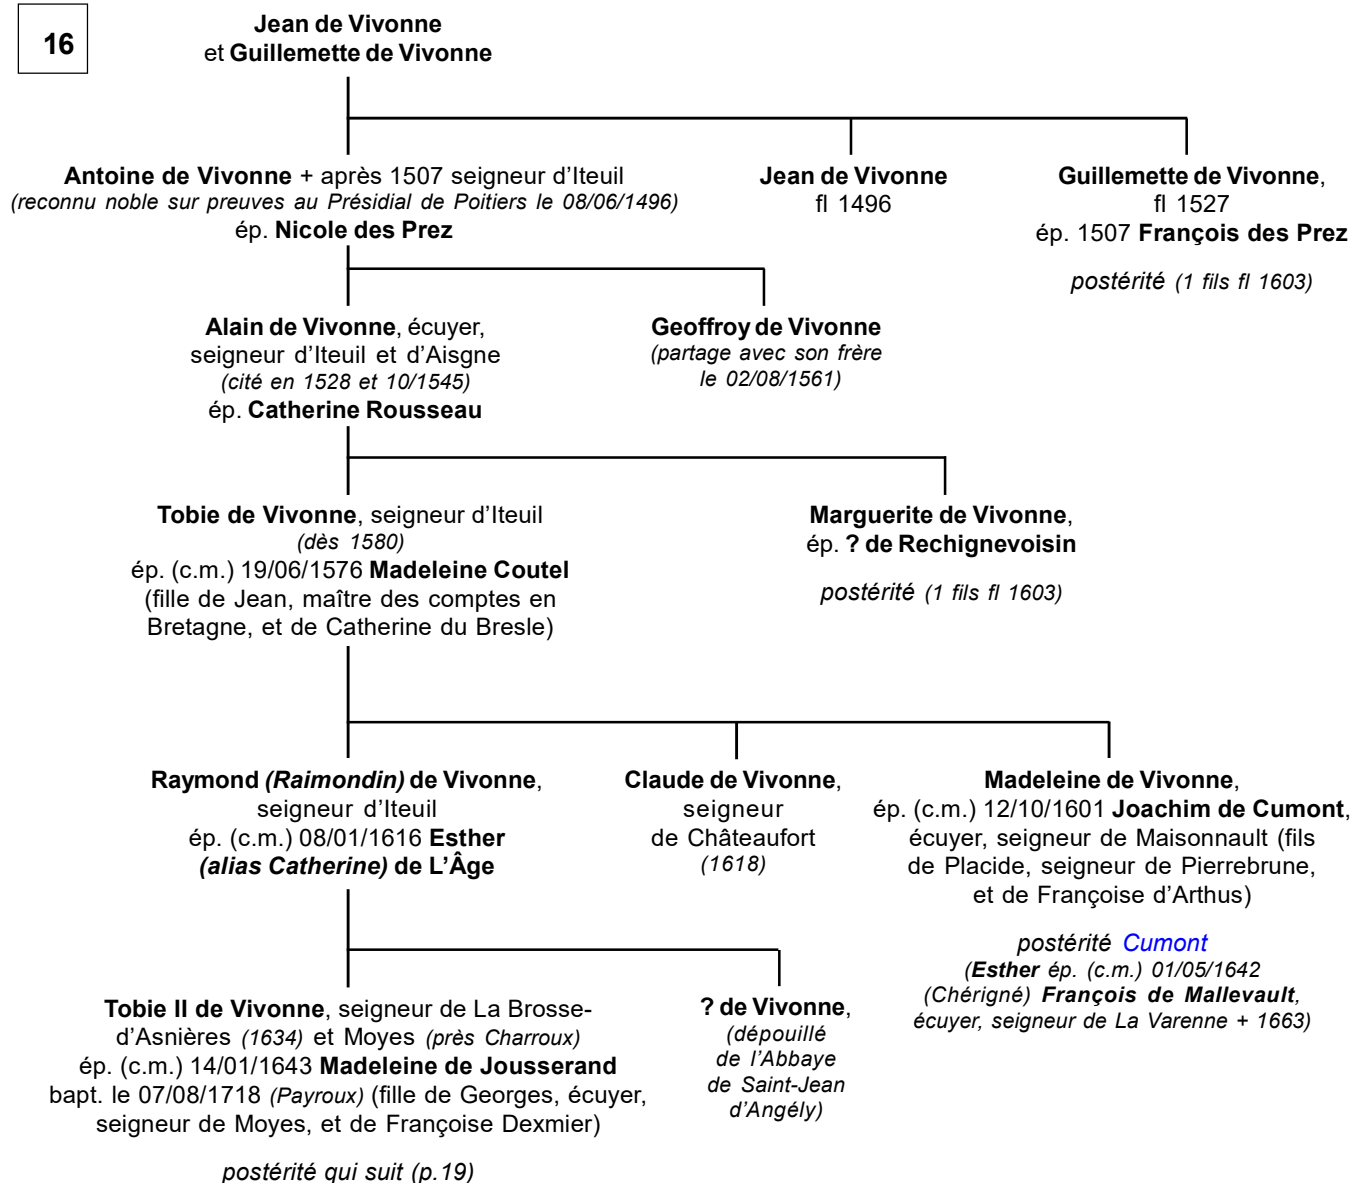 16
Jean de Vivonne
et Guillemette de Vivonne
Antoine de Vivonne + après 1507 seigneur d'Iteuil
(reconnu noble sur preuves au Présidial de Poitiers le 08/06/1496)
ép. Nicole des Prez
Jean de Vivonne
fl 1496
Guillemette de Vivonne,
fl 1527
ép. 1507 François des Prez
postérité (1 fils fl 1603)
Alain de Vivonne, écuyer,
seigneur d'Iteuil et d'Aisgne
(cité en 1528 et 10/1545)
ép. Catherine Rousseau
Geoffroy de Vivonne
(partage avec son frère
le 02/08/1561)
Tobie de Vivonne, seigneur d'Iteuil
(dès 1580)
ép. (c.m.) 19/06/1576 Madeleine Coutel
(fille de Jean, maître des comptes en
Bretagne, et de Catherine du Bresle)
Marguerite de Vivonne,
ép. ? de Rechignevoisin
postérité (1 fils fl 1603)
Raymond (Raimondin) de Vivonne,
seigneur d'Iteuil
ép. (c.m.) 08/01/1616 Esther
(alias Catherine) de L'Âge
Claude de Vivonne,
seigneur
de Châteaufort
(1618)
Madeleine de Vivonne,
ép. (c.m.) 12/10/1601 Joachim de Cumont,
écuyer, seigneur de Maisonnault (fils
de Placide, seigneur de Pierrebrune,
et de Françoise d'Arthus)
postérité Cumont
(Esther ép. (c.m.) 01/05/1642
(Chérigné) François de Mallevault,
écuyer, seigneur de La Varenne + 1663)
Tobie II de Vivonne, seigneur de La Brosse-
d'Asnières (1634) et Moyes (près Charroux)
ép. (c.m.) 14/01/1643 Madeleine de Jousserand
bapt. le 07/08/1718 (Payroux) (fille de Georges, écuyer,
seigneur de Moyes, et de Françoise Dexmier)
postérité qui suit (p.19)
? de Vivonne,
(dépouillé
de l'Abbaye
de Saint-Jean
d'Angély)